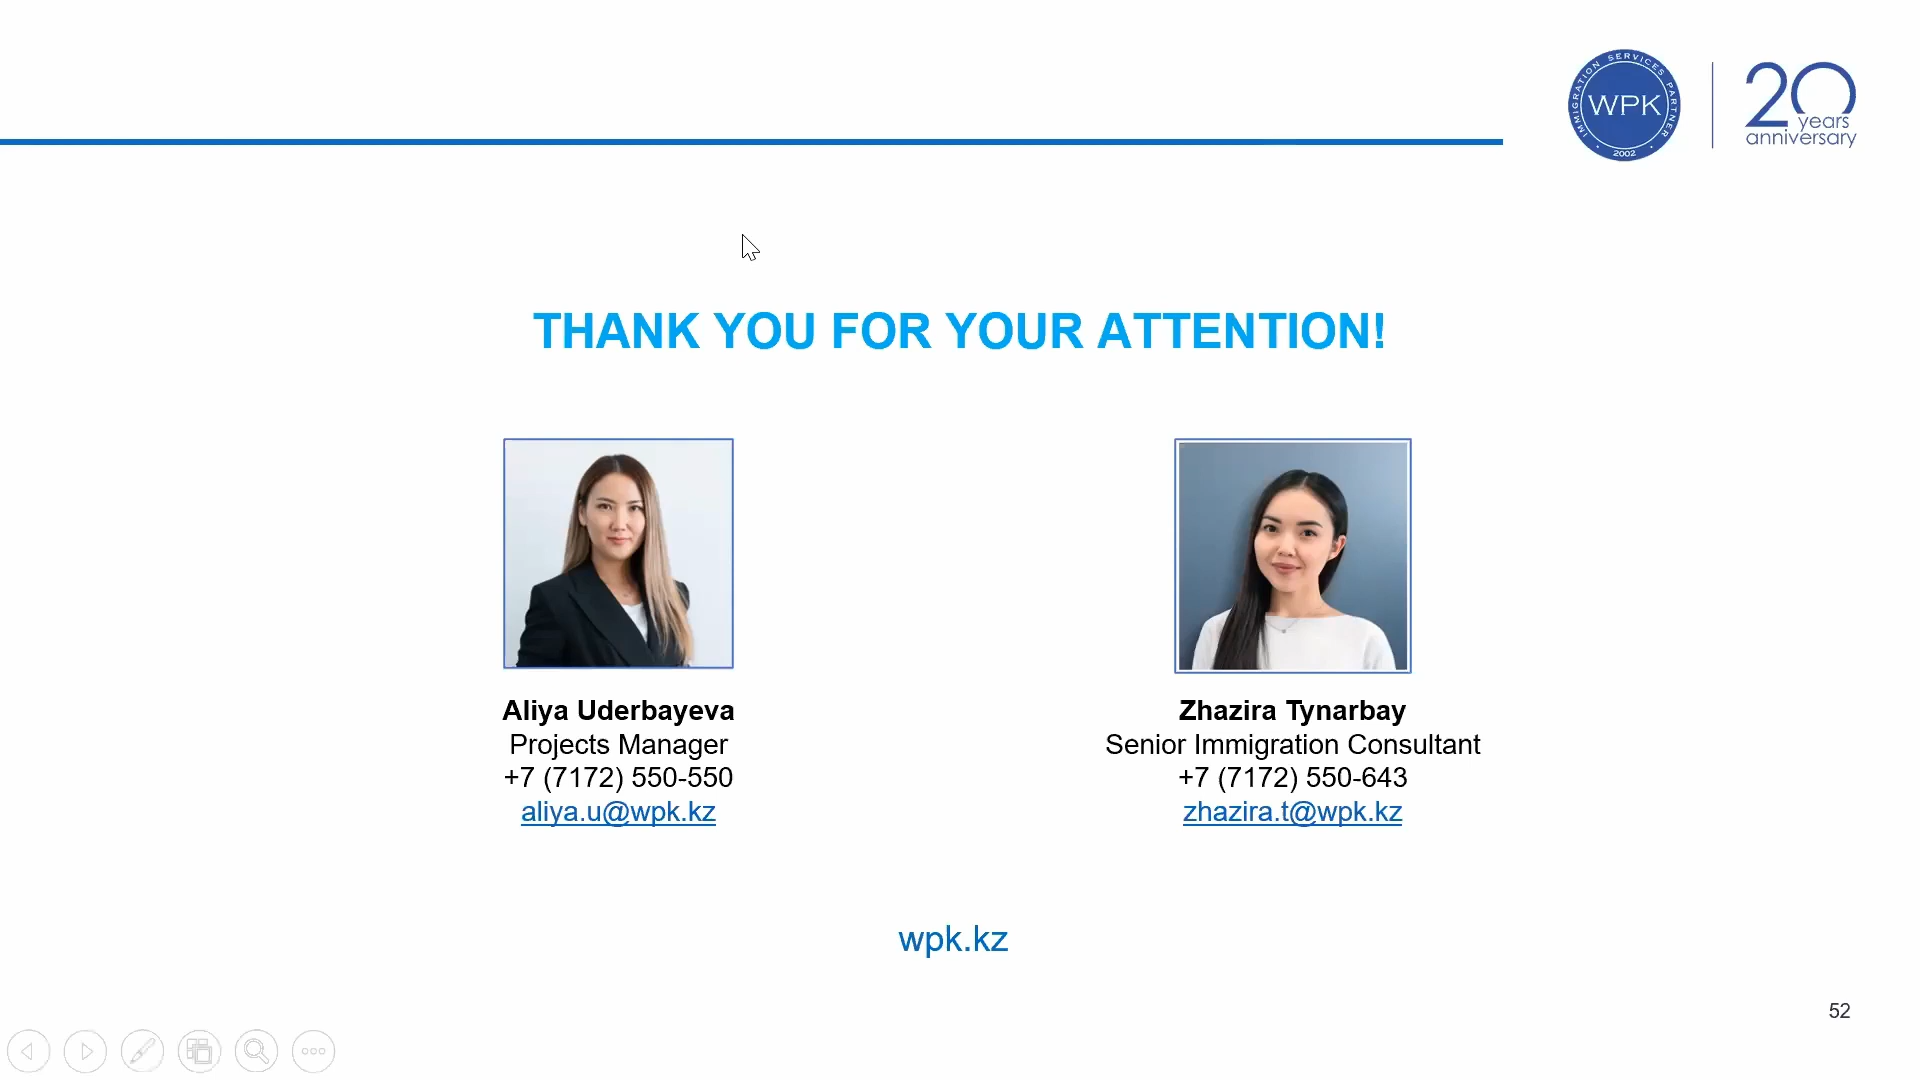 IMMIGRATION SERVICES PARTNER
WPK
2002
20
years
anniversary
THANK YOU FOR YOUR ATTENTION!
Aliya Uderbayeva
Projects Manager
+7 (7172) 550-550
aliya.u@wpk.kz
Zhazira Tynarbay
Senior Immigration Consultant
+7 (7172) 550-643
zhazira.t@wpk.kz
wpk.kz
52